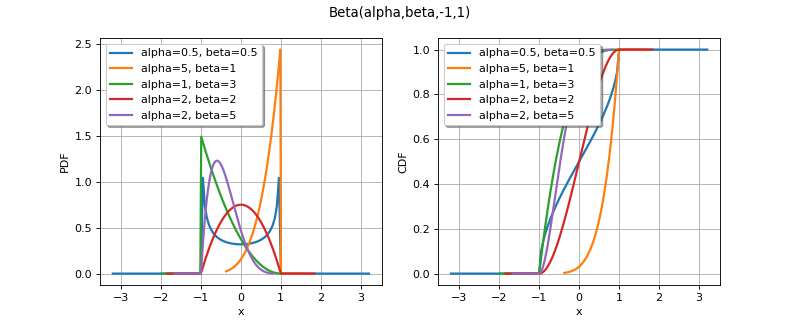 Beta(alpha,beta,-1,1)
alpha=0.5, beta=0.5
alpha=5, beta=1
alpha=1, beta=3
alpha=2, beta=2
alpha=2, beta=5
PDF
2.5
2.0
1.5
1.0
0.5
0.0
−3
−2
−1
0
1
2
3
x
alpha=0.5, beta=0.5
alpha=5, beta=1
alpha=1, beta=3
alpha=2, beta=2
alpha=2, beta=5
CDF
1.0
0.8
0.6
0.4
0.2
0.0
−3
−2
−1
0
1
2
3
x